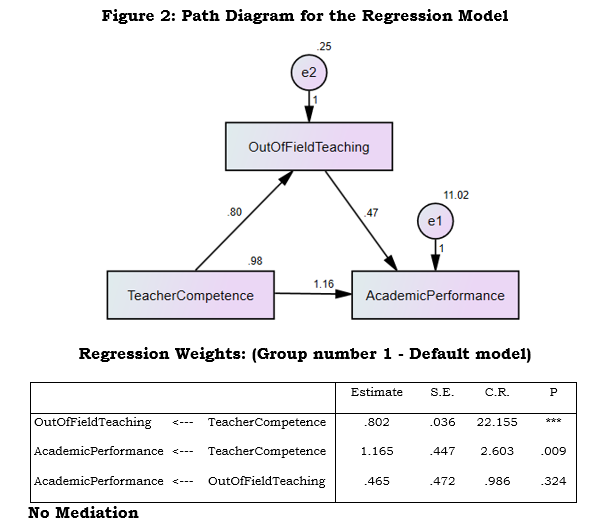 Figure 2: Path Diagram for the Regression Model
.25
e2
1
OutOfFieldTeaching
.80
.47
11.02
e1
1
.98
TeacherCompetence
1.16
AcademicPerformance
Regression Weights: (Group number 1 - Default model)
Estimate S.E. C.R. P
OutOfFieldTeaching <--- TeacherCompetence .802 .036 22.155 ***
AcademicPerformance <--- TeacherCompetence 1.165 .447 2.603 .009
AcademicPerformance <--- OutOfFieldTeaching .465 .472 .986 .324
No Mediation